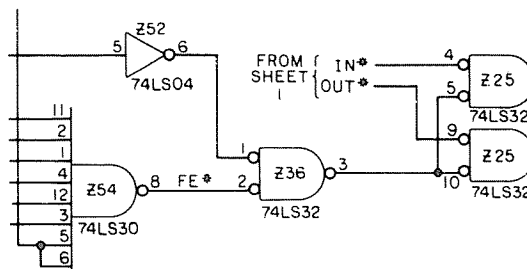 Z52
5 6
74LS04
FROM
SHEET
1
IN*
OUT*
4
5
Z25
74LS32
9
10
Z25
74LS32
11
2
1
4
12
3
5
6
Z54
74LS30
8
FE*
1
2
Z36
74LS32
3